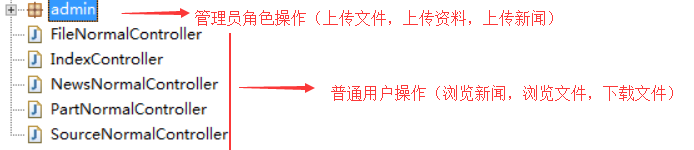 admin
管理员角色操作（上传文件，上传资料，上传新闻）
FileNormalController
IndexController
NewsNormalController
普通用户操作（浏览新闻，浏览文件，下载文件）
PartNormalController
SourceNormalController